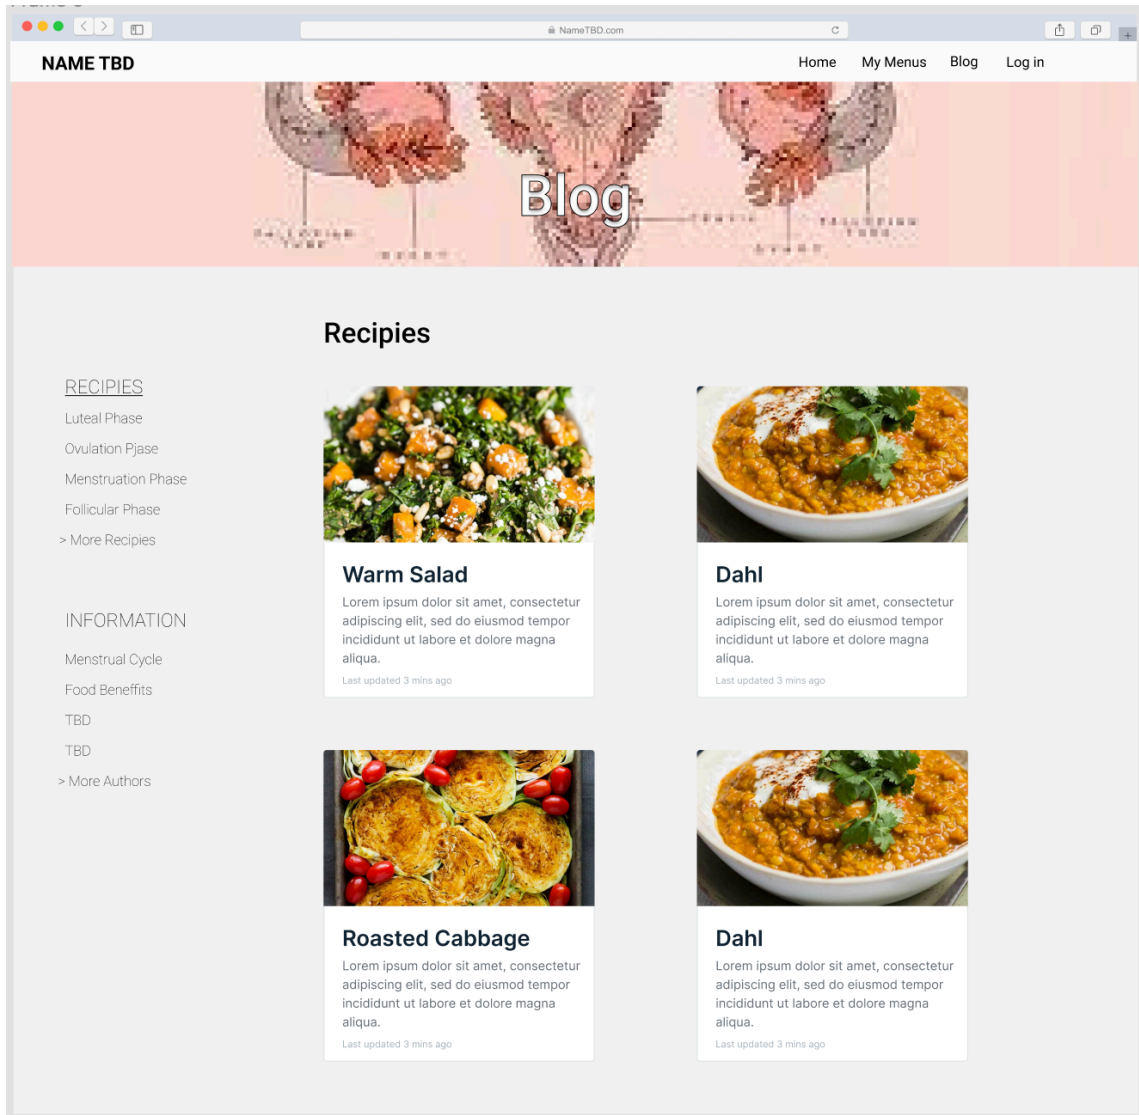 NameTBD.com
NAME TBD
Home My Menus Blog Log in
Blog
FALLOPIAN
TUBE
OVARY
OVARY
FALLOPIAN
TUBE
Recipies
RECIPIES
Luteal Phase
Ovulation Pjase
Menstruation Phase
Follicular Phase
> More Recipies
INFORMATION
Menstrual Cycle
Food Beneffits
TBD
TBD
> More Authors
Warm Salad
Lorem ipsum dolor sit amet, consectetur
adipiscing elit, sed do eiusmod tempor
incididunt ut labore et dolore magna
aliqua.
Last updated 3 mins ago
Dahl
Lorem ipsum dolor sit amet, consectetur
adipiscing elit, sed do eiusmod tempor
incididunt ut labore et dolore magna
aliqua.
Last updated 3 mins ago
Roasted Cabbage
Lorem ipsum dolor sit amet, consectetur
adipiscing elit, sed do eiusmod tempor
incididunt ut labore et dolore magna
aliqua.
Last updated 3 mins ago
Dahl
Lorem ipsum dolor sit amet, consectetur
adipiscing elit, sed do eiusmod tempor
incididunt ut labore et dolore magna
aliqua.
Last updated 3 mins ago